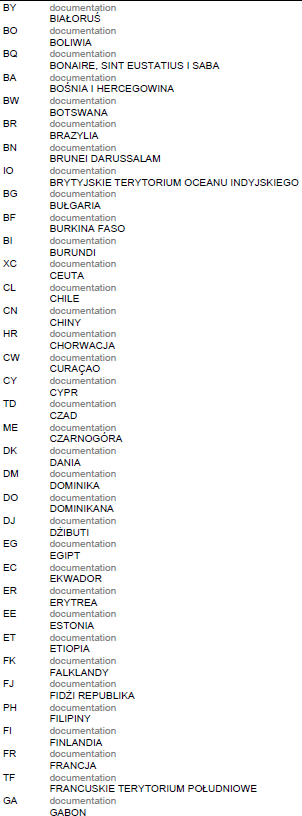 BY documentation
BIAŁORUŚ
BO documentation
BOLIWIA
BQ documentation
BONAIRE, SINT EUSTATIUS I SABA
BA documentation
BOŚNIA I HERCEGOWINA
BW documentation
BOTSWANA
BR documentation
BRAZYLIA
BN documentation
BRUNEI DARUSSALAM
IO documentation
BRYTYJSKIE TERYTORIUM OCEANU INDYJSKIEGO
BG documentation
BUŁGARIA
BF documentation
BURKINA FASO
BI documentation
BURUNDI
XC documentation
CEUTA
CL documentation
CHILE
CN documentation
CHINY
HR documentation
CHORWACJA
CW documentation
CURAÇAO
CY documentation
CYPR
TD documentation
CZAD
ME documentation
CZARNOGÓRA
DK documentation
DANIA
DM documentation
DOMINIKA
DO documentation
DOMINIKANA
DJ documentation
DŻIBUTI
EG documentation
EGIPT
EC documentation
EKWADOR
ER documentation
ERYTREA
EE documentation
ESTONIA
ET documentation
ETIOPIA
FK documentation
FALKLANDY
FJ documentation
FIDŻI REPUBLIKA
PH documentation
FILIPINY
FI documentation
FINLANDIA
FR documentation
FRANCJA
TF documentation
FRANCUSKIE TERYTORIUM POŁUDNIOWE
GA documentation
GABON